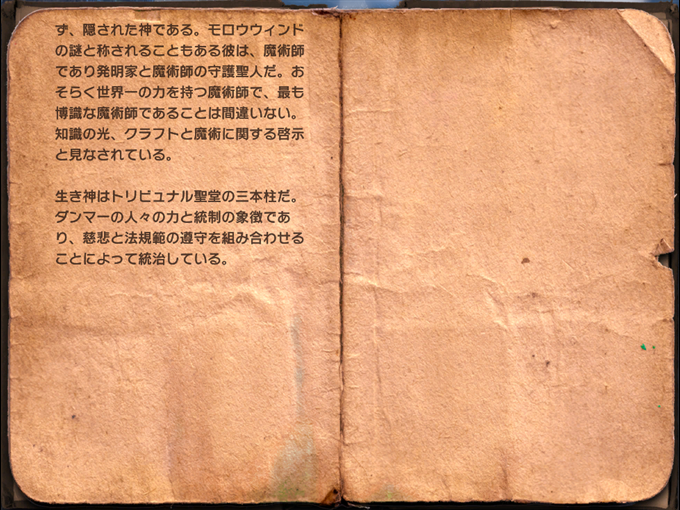 ず、隠された神である。モロウウィンド
の謎と称されることもある彼は、魔術師
であり発明家と魔術師の守護聖人だ。お
そらく世界一の力を持つ魔術師で、最も
博識な魔術師であることは間違いない。
知識の光、クラフトと魔術に関する啓示
と見なされている。
生き神はトリビュナル聖堂の三本柱だ。
ダンマーの人々の力と統制の象徴であ
り、慈悲と法規範の遵守を組み合わせる
ことによって統治している。